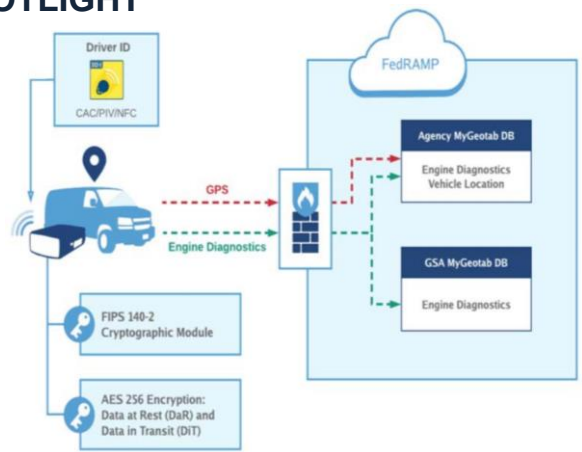 Driver ID
CAC/PIV/NFC
GPS
Engine Diagnostics
FIPS 140-2
Cryptographic Module
AES 256 Encryption:
Data at Rest (DaR) and
Data in Transit (DiT)
FedRAMP
Agency MyGeotab DB
Engine Diagnostics
Vehicle Location
GSA MyGeotab DB
Engine Diagnostics